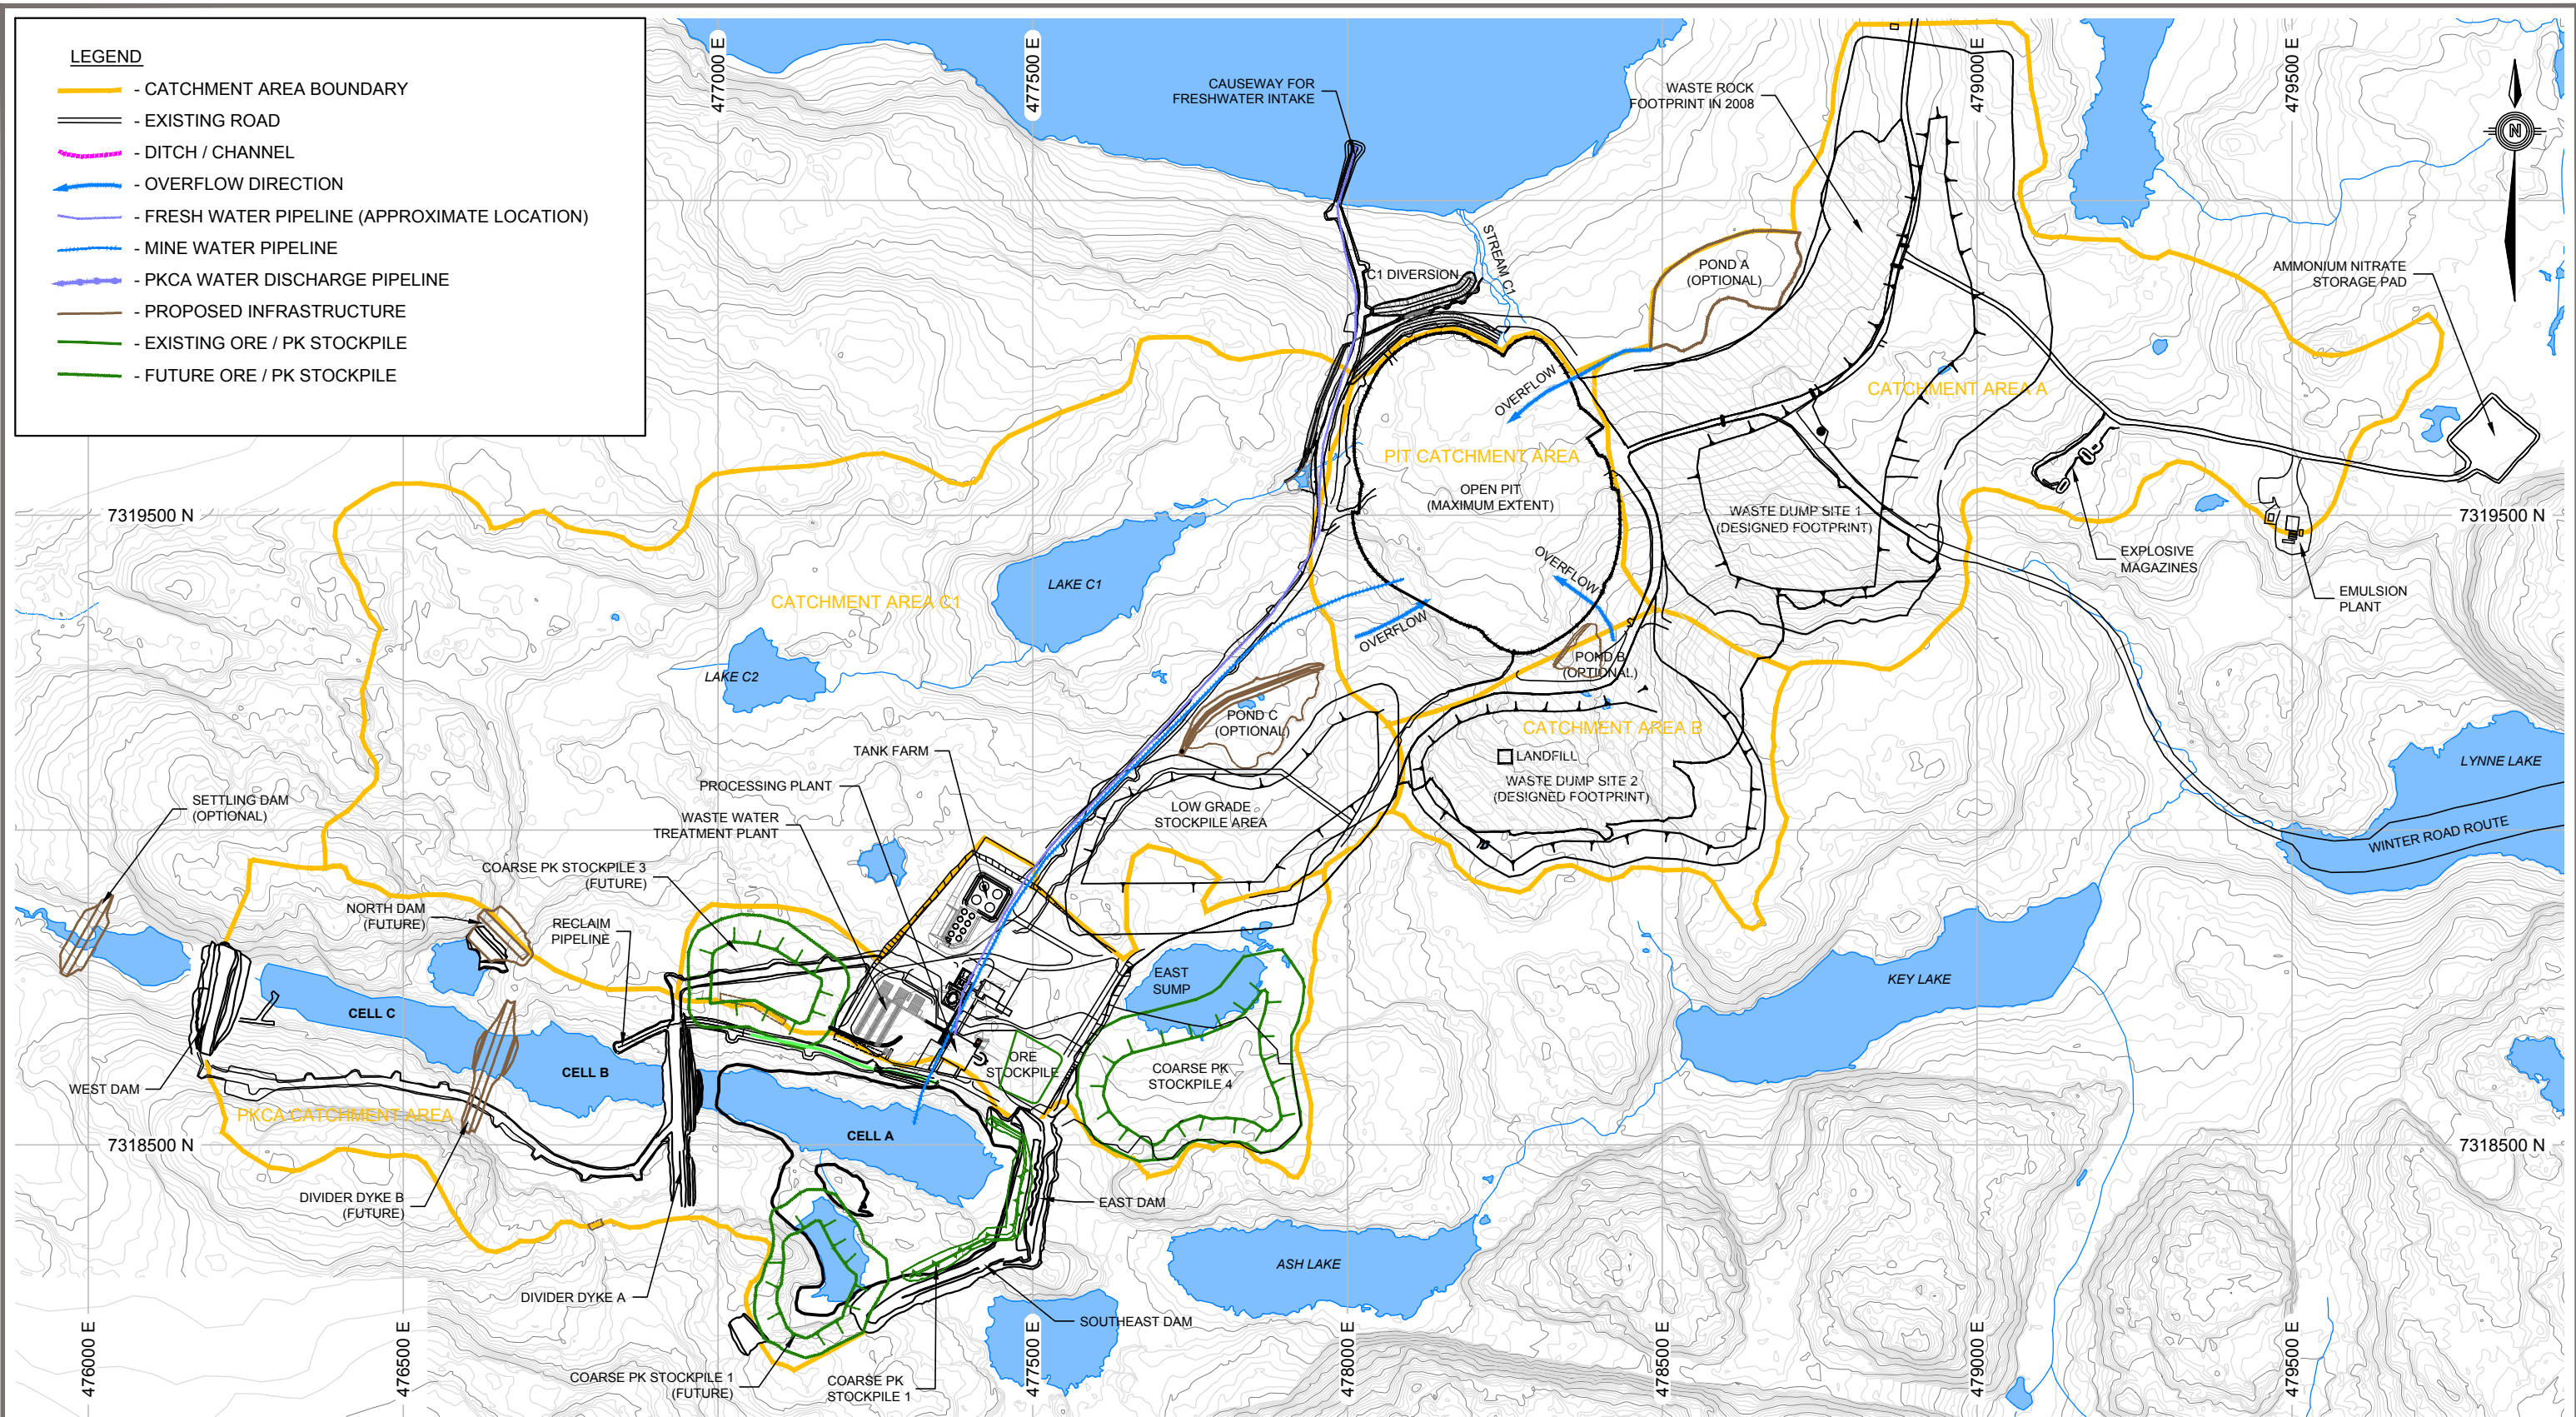 LEGEND
- CATCHMENT AREA BOUNDARY
- EXISTING ROAD
- DITCH / CHANNEL
- OVERFLOW DIRECTION
- FRESH WATER PIPELINE (APPROXIMATE LOCATION)
- MINE WATER PIPELINE
- PKCA WATER DISCHARGE PIPELINE
- PROPOSED INFRASTRUCTURE
- EXISTING ORE / PK STOCKPILE
- FUTURE ORE / PK STOCKPILE
477000 E
477500 E
479000 E
479500 E
CAUSEWAY FOR
FRESHWATER INTAKE
WASTE ROCK
FOOTPRINT IN 2008
N
STREAM C1
C1 DIVERSION
POND A
(OPTIONAL)
AMMONIUM NITRATE
STORAGE PAD
OVERFLOW
CATCHMENT AREA A
PIT CATCHMENT AREA
OPEN PIT
(MAXIMUM EXTENT)
7319500 N
WASTE DUMP SITE 1
(DESIGNED FOOTPRINT)
7319500 N
EXPLOSIVE
MAGAZINES
EMULSION
PLANT
OVERFLOW
LAKE C1
CATCHMENT AREA C1
OVERFLOW
POND B
(OPTIONAL)
LAKE C2
POND C
(OPTIONAL)
CATCHMENT AREA B
LANDFILL
WASTE DUMP SITE 2
(DESIGNED FOOTPRINT)
LYNNE LAKE
WINTER ROAD ROUTE
TANK FARM
PROCESSING PLANT
WASTE WATER
TREATMENT PLANT
LOW GRADE
STOCKPILE AREA
SETTLING DAM
(OPTIONAL)
COARSE PK STOCKPILE 3
(FUTURE)
NORTH DAM
(FUTURE)
RECLAIM
PIPELINE
EAST
SUMP
KEY LAKE
CELL C
CELL B
ORE
STOCKPILE
COARSE PK
STOCKPILE 4
WEST DAM
PKCA CATCHMENT AREA
CELL A
7318500 N
7318500 N
DIVIDER DYKE B
(FUTURE)
EAST DAM
ASH LAKE
DIVIDER DYKE A
SOUTHEAST DAM
COARSE PK STOCKPILE 1
(FUTURE)
COARSE PK
STOCKPILE 1
476000 E
476500 E
477500 E
478000 E
478500 E
479000 E
479500 E